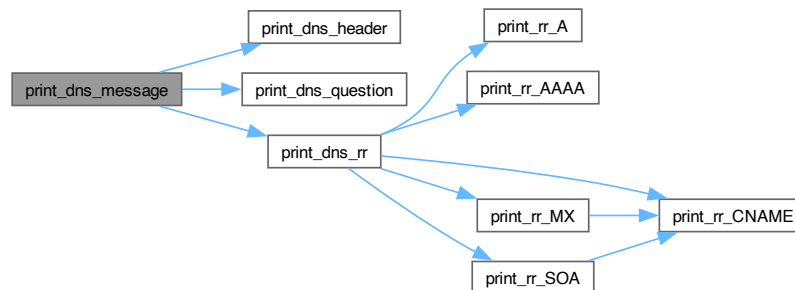 print_dns_message
print_dns_header
print_dns_question
print_dns_rr
print_rr_A
print_rr_AAAA
print_rr_MX
print_rr_SOA
print_rr_CNAME